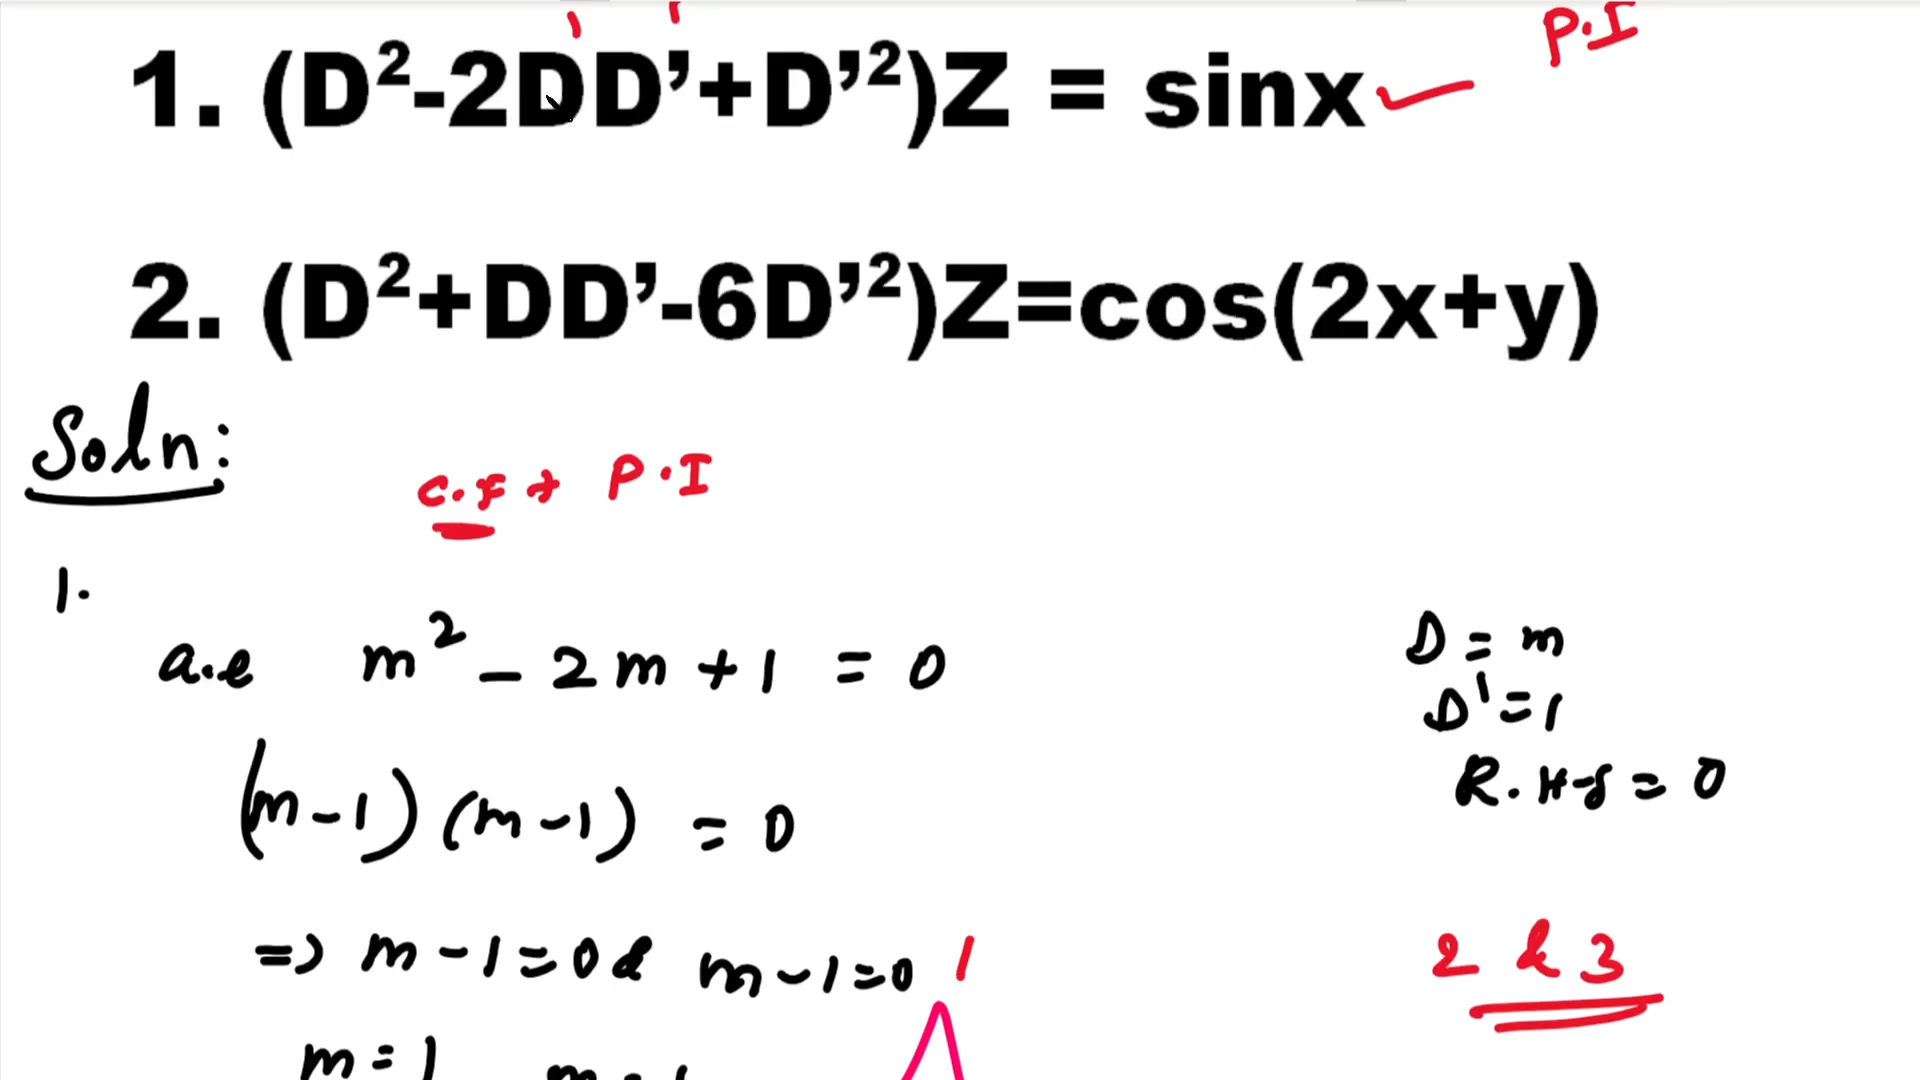 P.I
1. (D²-2DD’+D’²)Z = sinx
2. (D²+DD’-6D’²)Z=cos(2x+y)
Soln:
C.F + P.I
1.
a.e m² - 2m + 1 = 0
D = m
D' = 1
R.H.S = 0
(m-1) (m-1) = 0
=> m-1=0 & m-1=0
1
2 & 3
m = 1